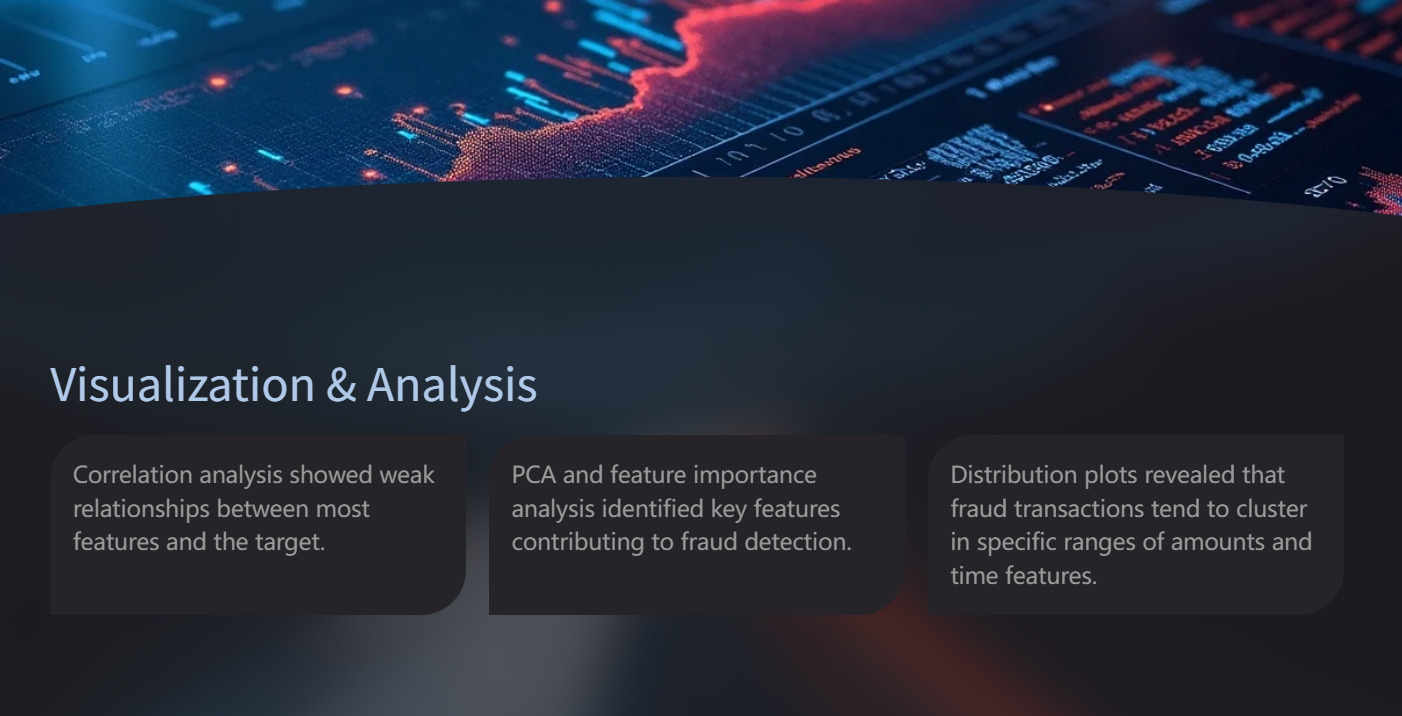 Visualization & Analysis
Correlation analysis showed weak
relationships between most
features and the target.
PCA and feature importance
analysis identified key features
contributing to fraud detection.
Distribution plots revealed that
fraud transactions tend to cluster
in specific ranges of amounts and
time features.